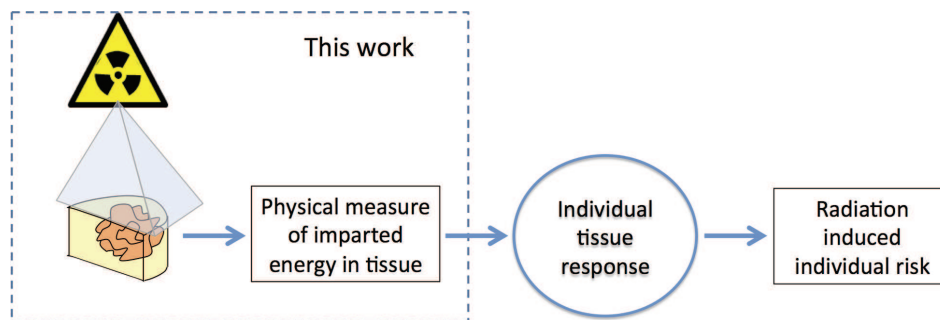 This work
Physical measure
of imparted
energy in tissue
Individual
tissue
response
Radiation
induced
individual risk